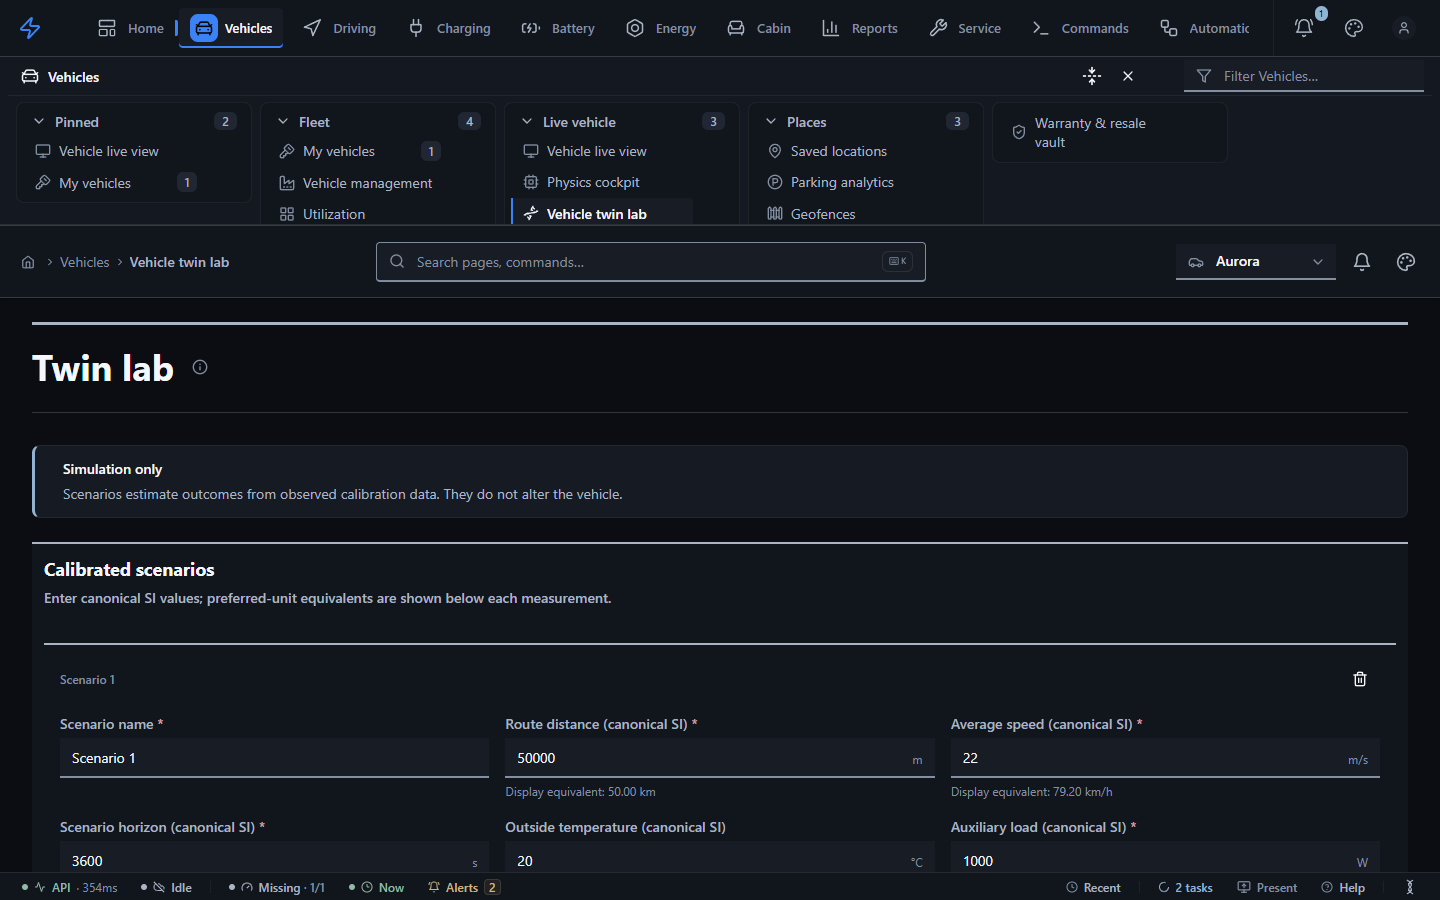 Home
Vehicles
Driving
Charging
Battery
Energy
Cabin
Reports
Service
Commands
Automatic
1
Vehicles
Filter Vehicles...
Pinned 2
Vehicle live view
My vehicles 1
Fleet 4
My vehicles 1
Vehicle management
Utilization
Live vehicle 3
Vehicle live view
Physics cockpit
Vehicle twin lab
Places 3
Saved locations
Parking analytics
Geofences
Warranty & resale
vault
Vehicles
Vehicle twin lab
Search pages, commands...
K
Aurora
Twin lab
Simulation only
Scenarios estimate outcomes from observed calibration data. They do not alter the vehicle.
Calibrated scenarios
Enter canonical SI values; preferred-unit equivalents are shown below each measurement.
Scenario 1
Scenario name *
Scenario 1
Route distance (canonical SI) *
50000 m
Display equivalent: 50.00 km
Average speed (canonical SI) *
22 m/s
Display equivalent: 79.20 km/h
Scenario horizon (canonical SI) *
3600 s
Outside temperature (canonical SI)
20 °C
Auxiliary load (canonical SI) *
1000 W
API · 354ms
Idle
Missing · 1/1
Now
Alerts 2
Recent
2 tasks
Present
Help